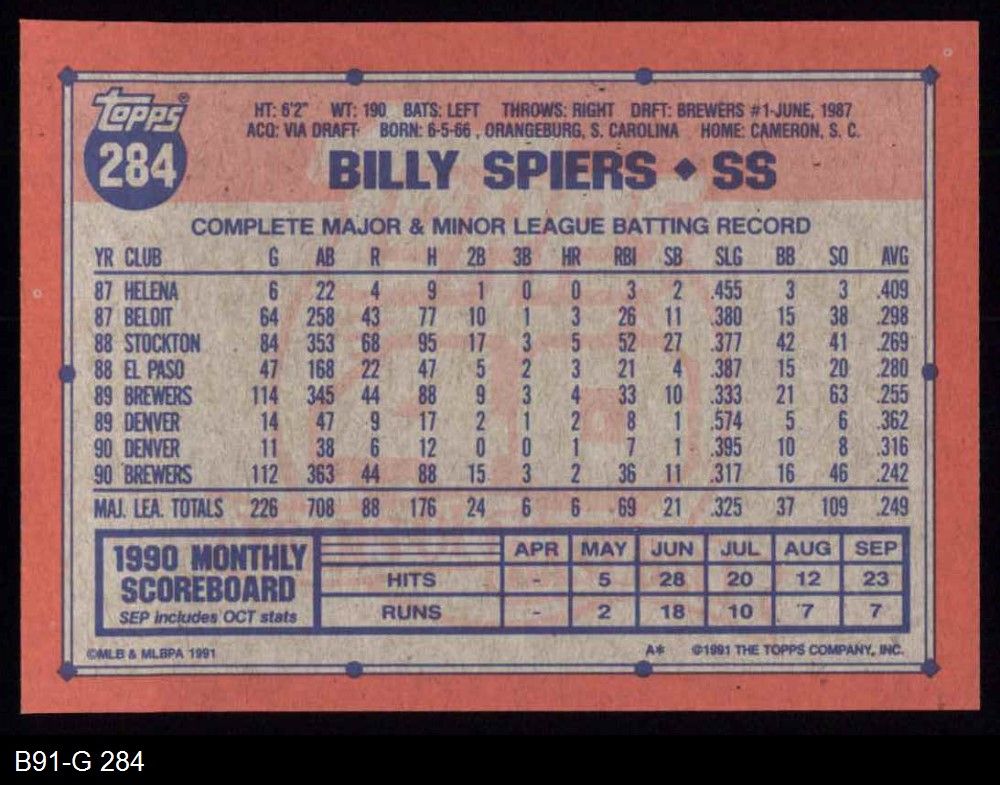 Topps®
284
HT: 6'2" WT: 190 BATS: LEFT THROWS: RIGHT DRFT: BREWERS #1-JUNE, 1987
ACQ: VIA DRAFT BORN: 6-5-66, ORANGEBURG, S. CAROLINA HOME: CAMERON, S. C.
BILLY SPIERS ◆ SS
COMPLETE MAJOR & MINOR LEAGUE BATTING RECORD
YR CLUB G AB R H 2B 3B HR RBI SB SLG BB SO AVG
87 HELENA 6 22 4 9 1 0 0 3 2 .455 3 3 .409
87 BELOIT 64 258 43 77 10 1 3 26 11 .380 15 38 .298
88 STOCKTON 84 353 68 95 17 3 5 52 27 .377 42 41 .269
88 EL PASO 47 168 22 47 5 2 3 21 4 .387 15 20 .280
89 BREWERS 114 345 44 88 9 3 4 33 10 .333 21 63 .255
89 DENVER 14 47 9 17 2 1 2 8 1 .574 5 6 .362
90 DENVER 11 38 6 12 0 0 1 7 1 .395 10 8 .316
90 BREWERS 112 363 44 88 15 3 2 36 11 .317 16 46 .242
MAJ. LEA. TOTALS 226 708 88 176 24 6 6 69 21 .325 37 109 .249
1990 MONTHLY
SCOREBOARD
SEP includes OCT stats
APR MAY JUN JUL AUG SEP
HITS - 5 28 20 12 23
RUNS - 2 18 10 7 7
©MLB & MLBPA 1991 A* ©1991 THE TOPPS COMPANY, INC.
B91-G 284